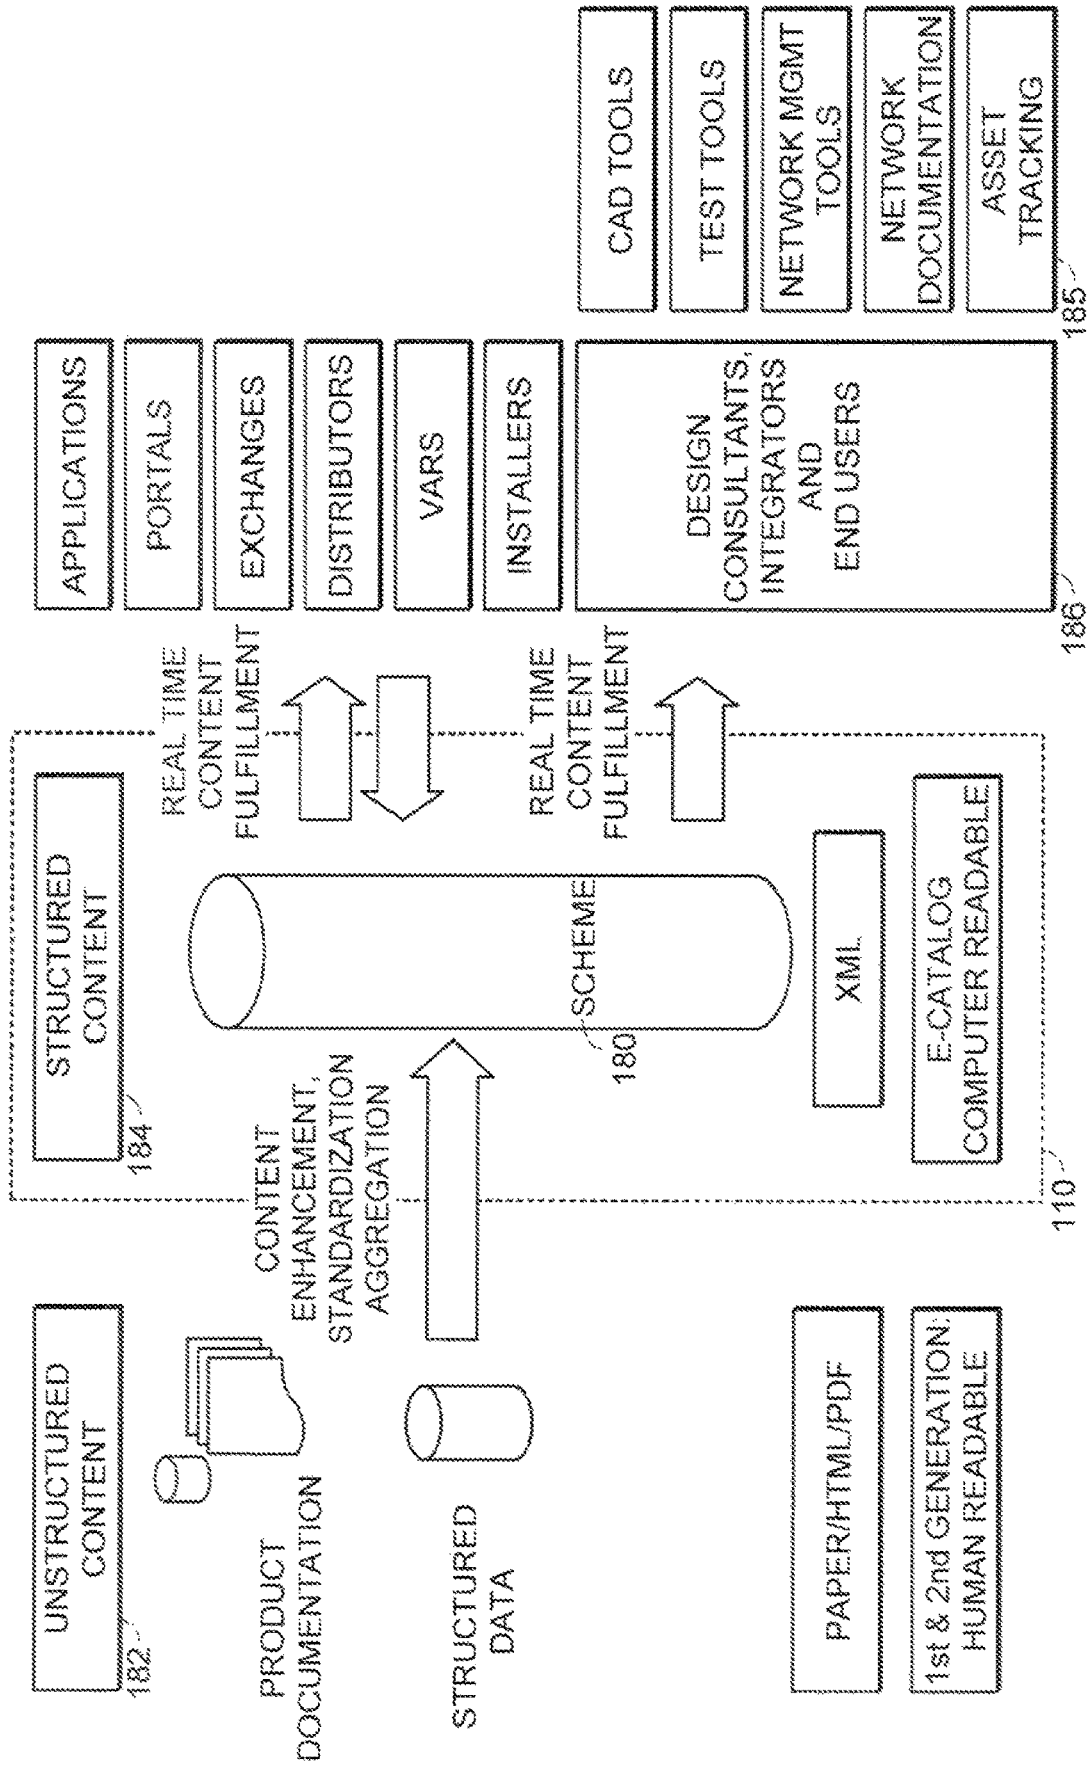 UNSTRUCTURED
CONTENT
182
PRODUCT
DOCUMENTATION
STRUCTURED
DATA
PAPER/HTML/PDF
1st & 2nd GENERATION:
HUMAN READABLE
CONTENT
ENHANCEMENT,
STANDARDIZATION
AGGREGATION
STRUCTURED
CONTENT
184
SCHEME
180
XML
E-CATALOG
COMPUTER READABLE
110
REAL TIME
CONTENT
FULFILLMENT
REAL TIME
CONTENT
FULFILLMENT
APPLICATIONS
PORTALS
EXCHANGES
DISTRIBUTORS
VARS
INSTALLERS
DESIGN
CONSULTANTS,
INTEGRATORS
AND
END USERS
186
CAD TOOLS
TEST TOOLS
NETWORK MGMT
TOOLS
NETWORK
DOCUMENTATION
ASSET
TRACKING
185